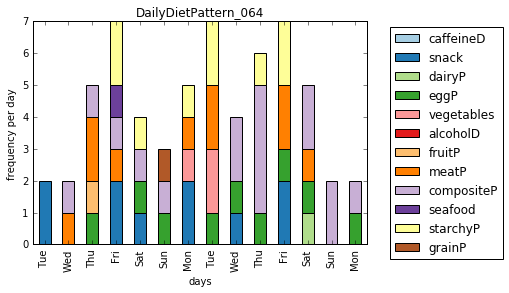 DailyDietPattern_064
7
6
5
4
3
2
1
0
frequency per day
Tue Wed Thu Fri Sat Sun Mon Tue Wed Thu Fri Sat Sun Mon
days
caffeineD
snack
dairyP
eggP
vegetables
alcoholD
fruitP
meatP
compositeP
seafood
starchyP
grainP